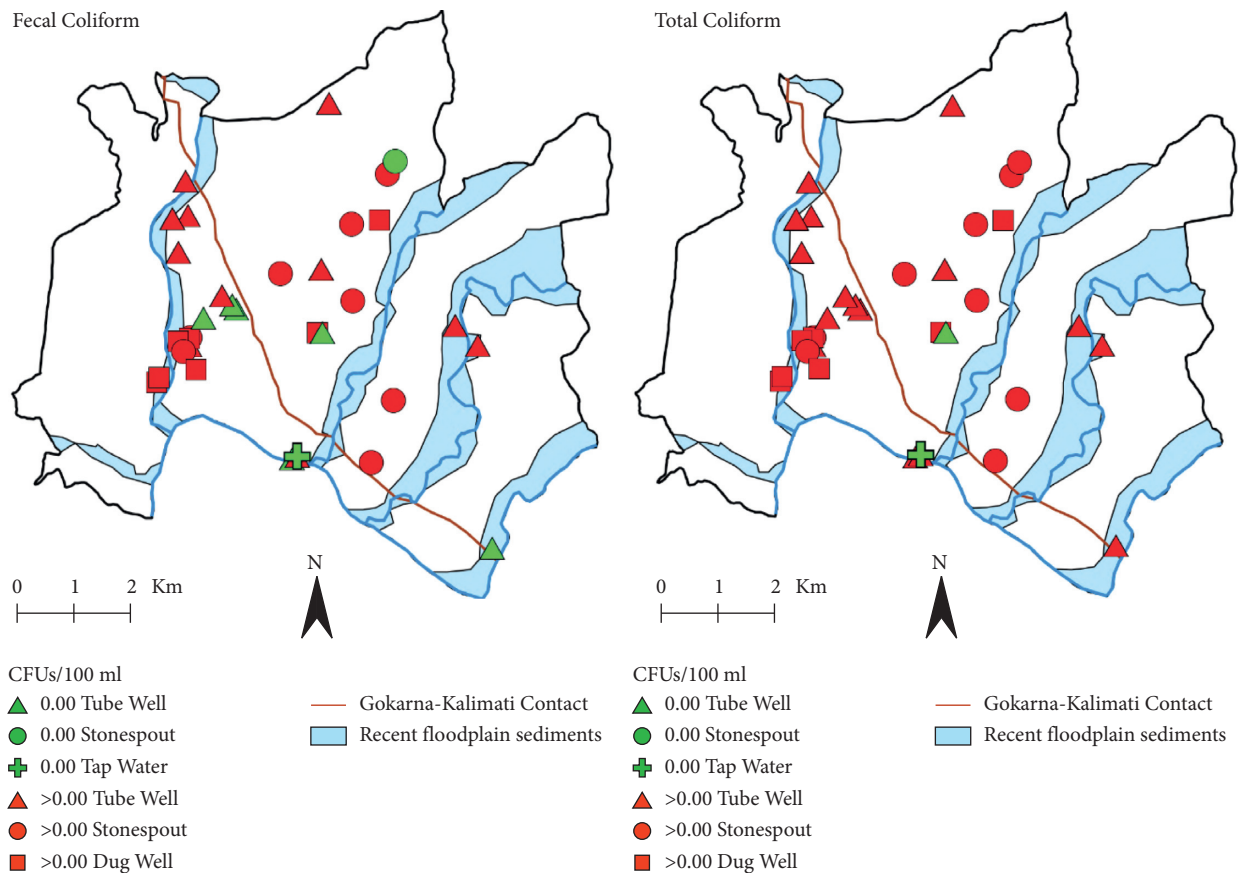 Fecal Coliform
N
0 1 2 Km
CFUs/100 ml
0.00 Tube Well
0.00 Stonespout
0.00 Tap Water
>0.00 Tube Well
>0.00 Stonespout
>0.00 Dug Well
Gokarna-Kalimati Contact
Recent floodplain sediments
Total Coliform
N
0 1 2 Km
CFUs/100 ml
0.00 Tube Well
0.00 Stonespout
0.00 Tap Water
>0.00 Tube Well
>0.00 Stonespout
>0.00 Dug Well
Gokarna-Kalimati Contact
Recent floodplain sediments